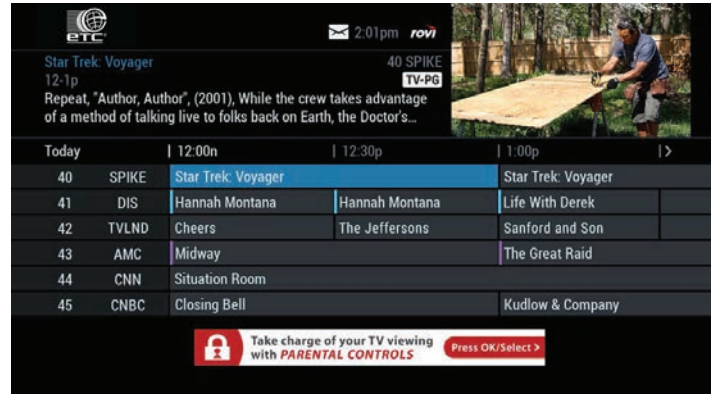 etc
2:01pm rovi
Star Trek: Voyager 40 SPIKE
12-1p TV-PG
Repeat, "Author, Author", (2001), While the crew takes advantage
of a method of talking live to folks back on Earth, the Doctor's...
Today | 12:00n | 12:30p | 1:00p
40 SPIKE Star Trek: Voyager Star Trek: Voyager
41 DIS Hannah Montana Hannah Montana Life With Derek
42 TVLND Cheers The Jeffersons Sanford and Son
43 AMC Midway The Great Raid
44 CNN Situation Room
45 CNBC Closing Bell Kudlow & Company
Take charge of your TV viewing
with PARENTAL CONTROLS
Press OK/Select >